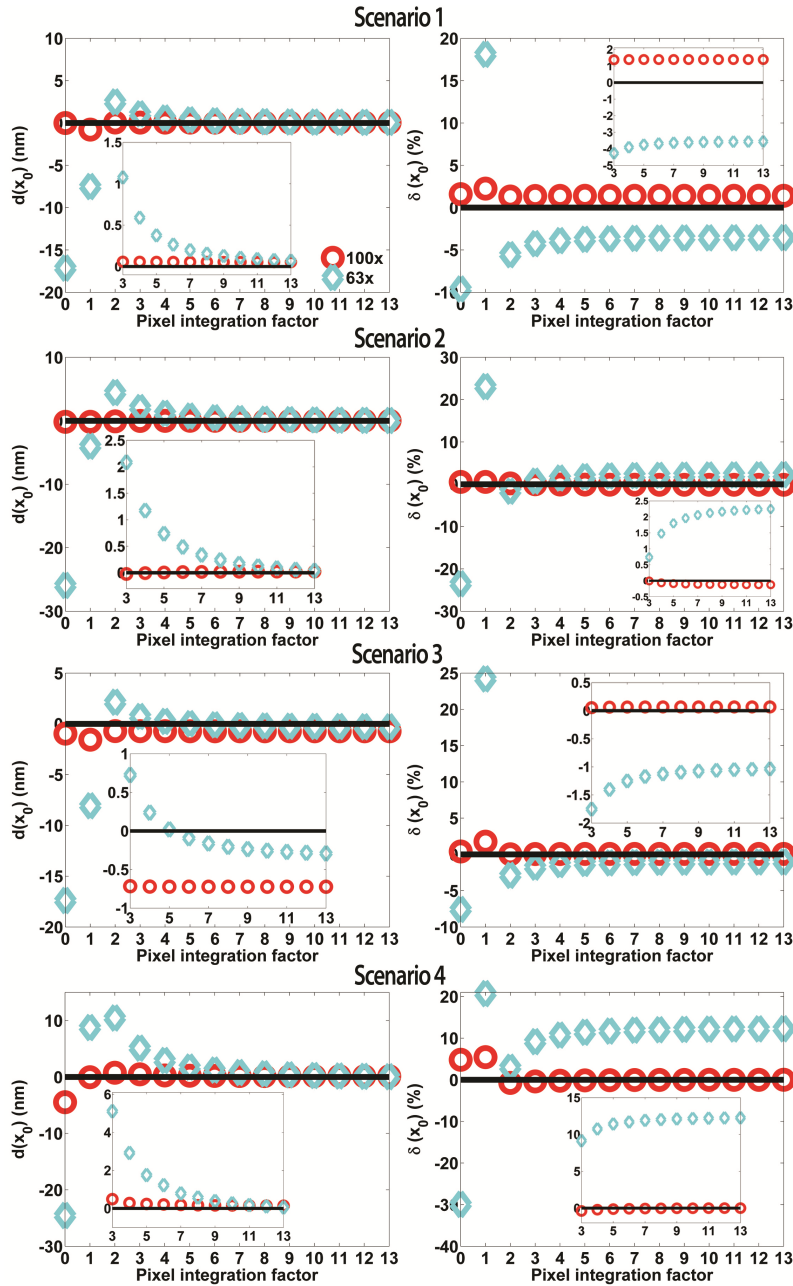 Scenario 1
d(x0) (nm)
10
5
0
-5
-10
-15
-20
1.5
1
0.5
0
3 5 7 9 11 13
100x
63x
0 1 2 3 4 5 6 7 8 9 10 11 12 13
Pixel integration factor
δ (x0) (%)
20
15
10
5
0
-5
-10
2
1
0
-1
-2
-3
-4
-5
3 5 7 9 11 13
0 1 2 3 4 5 6 7 8 9 10 11 12 13
Pixel integration factor
Scenario 2
d(x0) (nm)
10
0
-10
-20
-30
2.5
2
1.5
1
0.5
0
3 5 7 9 11 13
0 1 2 3 4 5 6 7 8 9 10 11 12 13
Pixel integration factor
δ (x0) (%)
30
20
10
0
-10
-20
-30
2.5
2
1.5
1
0.5
0
-0.5
3 5 7 9 11 13
0 1 2 3 4 5 6 7 8 9 10 11 12 13
Pixel integration factor
Scenario 3
d(x0) (nm)
5
0
-5
-10
-15
-20
1
0.5
0
-0.5
-1
3 5 7 9 11 13
0 1 2 3 4 5 6 7 8 9 10 11 12 13
Pixel integration factor
δ (x0) (%)
25
20
15
10
5
0
-5
-10
0.5
0
-0.5
-1
-1.5
-2
3 5 7 9 11 13
0 1 2 3 4 5 6 7 8 9 10 11 12 13
Pixel integration factor
Scenario 4
d(x0) (nm)
10
0
-10
-20
-30
6
4
2
0
3 5 7 9 11 13
0 1 2 3 4 5 6 7 8 9 10 11 12 13
Pixel integration factor
δ (x0) (%)
20
10
0
-10
-20
-30
-40
15
10
5
0
3 5 7 9 11 13
0 1 2 3 4 5 6 7 8 9 10 11 12 13
Pixel integration factor